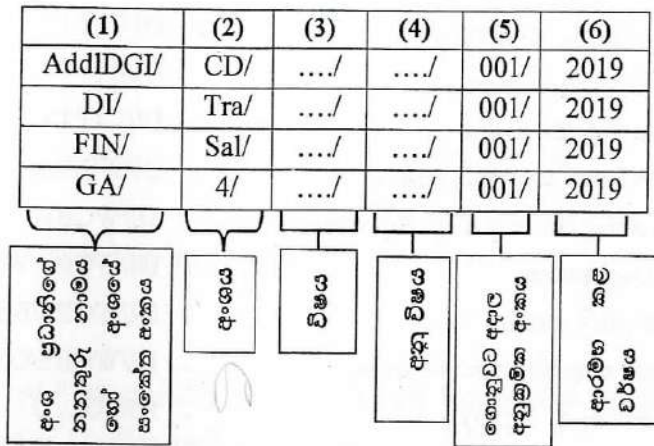 (1) (2) (3) (4) (5) (6)
AddlDGI/ CD/ ..../ ..../ 001/ 2019
DI/ Tra/ ..../ ..../ 001/ 2019
FIN/ Sal/ ..../ ..../ 001/ 2019
GA/ 4/ ..../ ..../ 001/ 2019
අංශ ප්‍රධානියේ
තනතුරු නාමය
හෝ අංශයේ
සංකේත අංකය
අංශය
විෂය
අනු විෂය
ගොනුවට අදාල
අනුක්‍රමික අංකය
ආරම්භ කළ
වර්ෂය